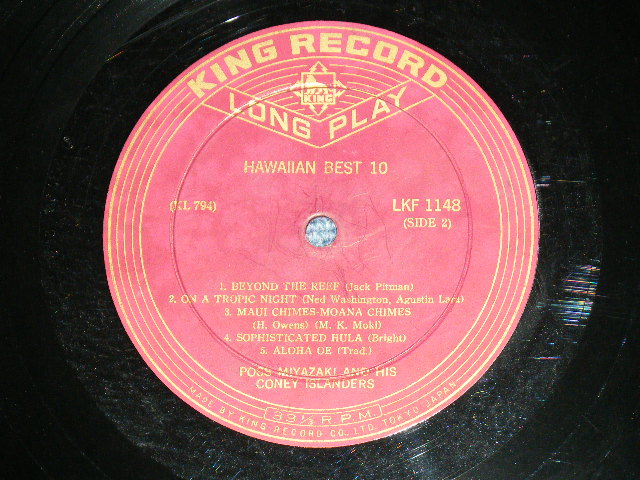 KING RECORD
KING
LONG PLAY
HAWAIIAN BEST 10
(KL 794)
LKF 1148
(SIDE 2)
1. BEYOND THE REEF (Jack Pitman)
2. ON A TROPIC NIGHT (Ned Washington, Agustin Lara)
3. MAUI CHIMES-MOANA CHIMES
(H. Owens) (M. K. Moki)
4. SOPHISTICATED HULA (Bright)
5. ALOHA OE (Trad.)
POSS MIYAZAKI AND HIS
CONEY ISLANDERS
33⅓ R.P.M.
MADE BY KING RECORD CO. LTD. TOKYO JAPAN